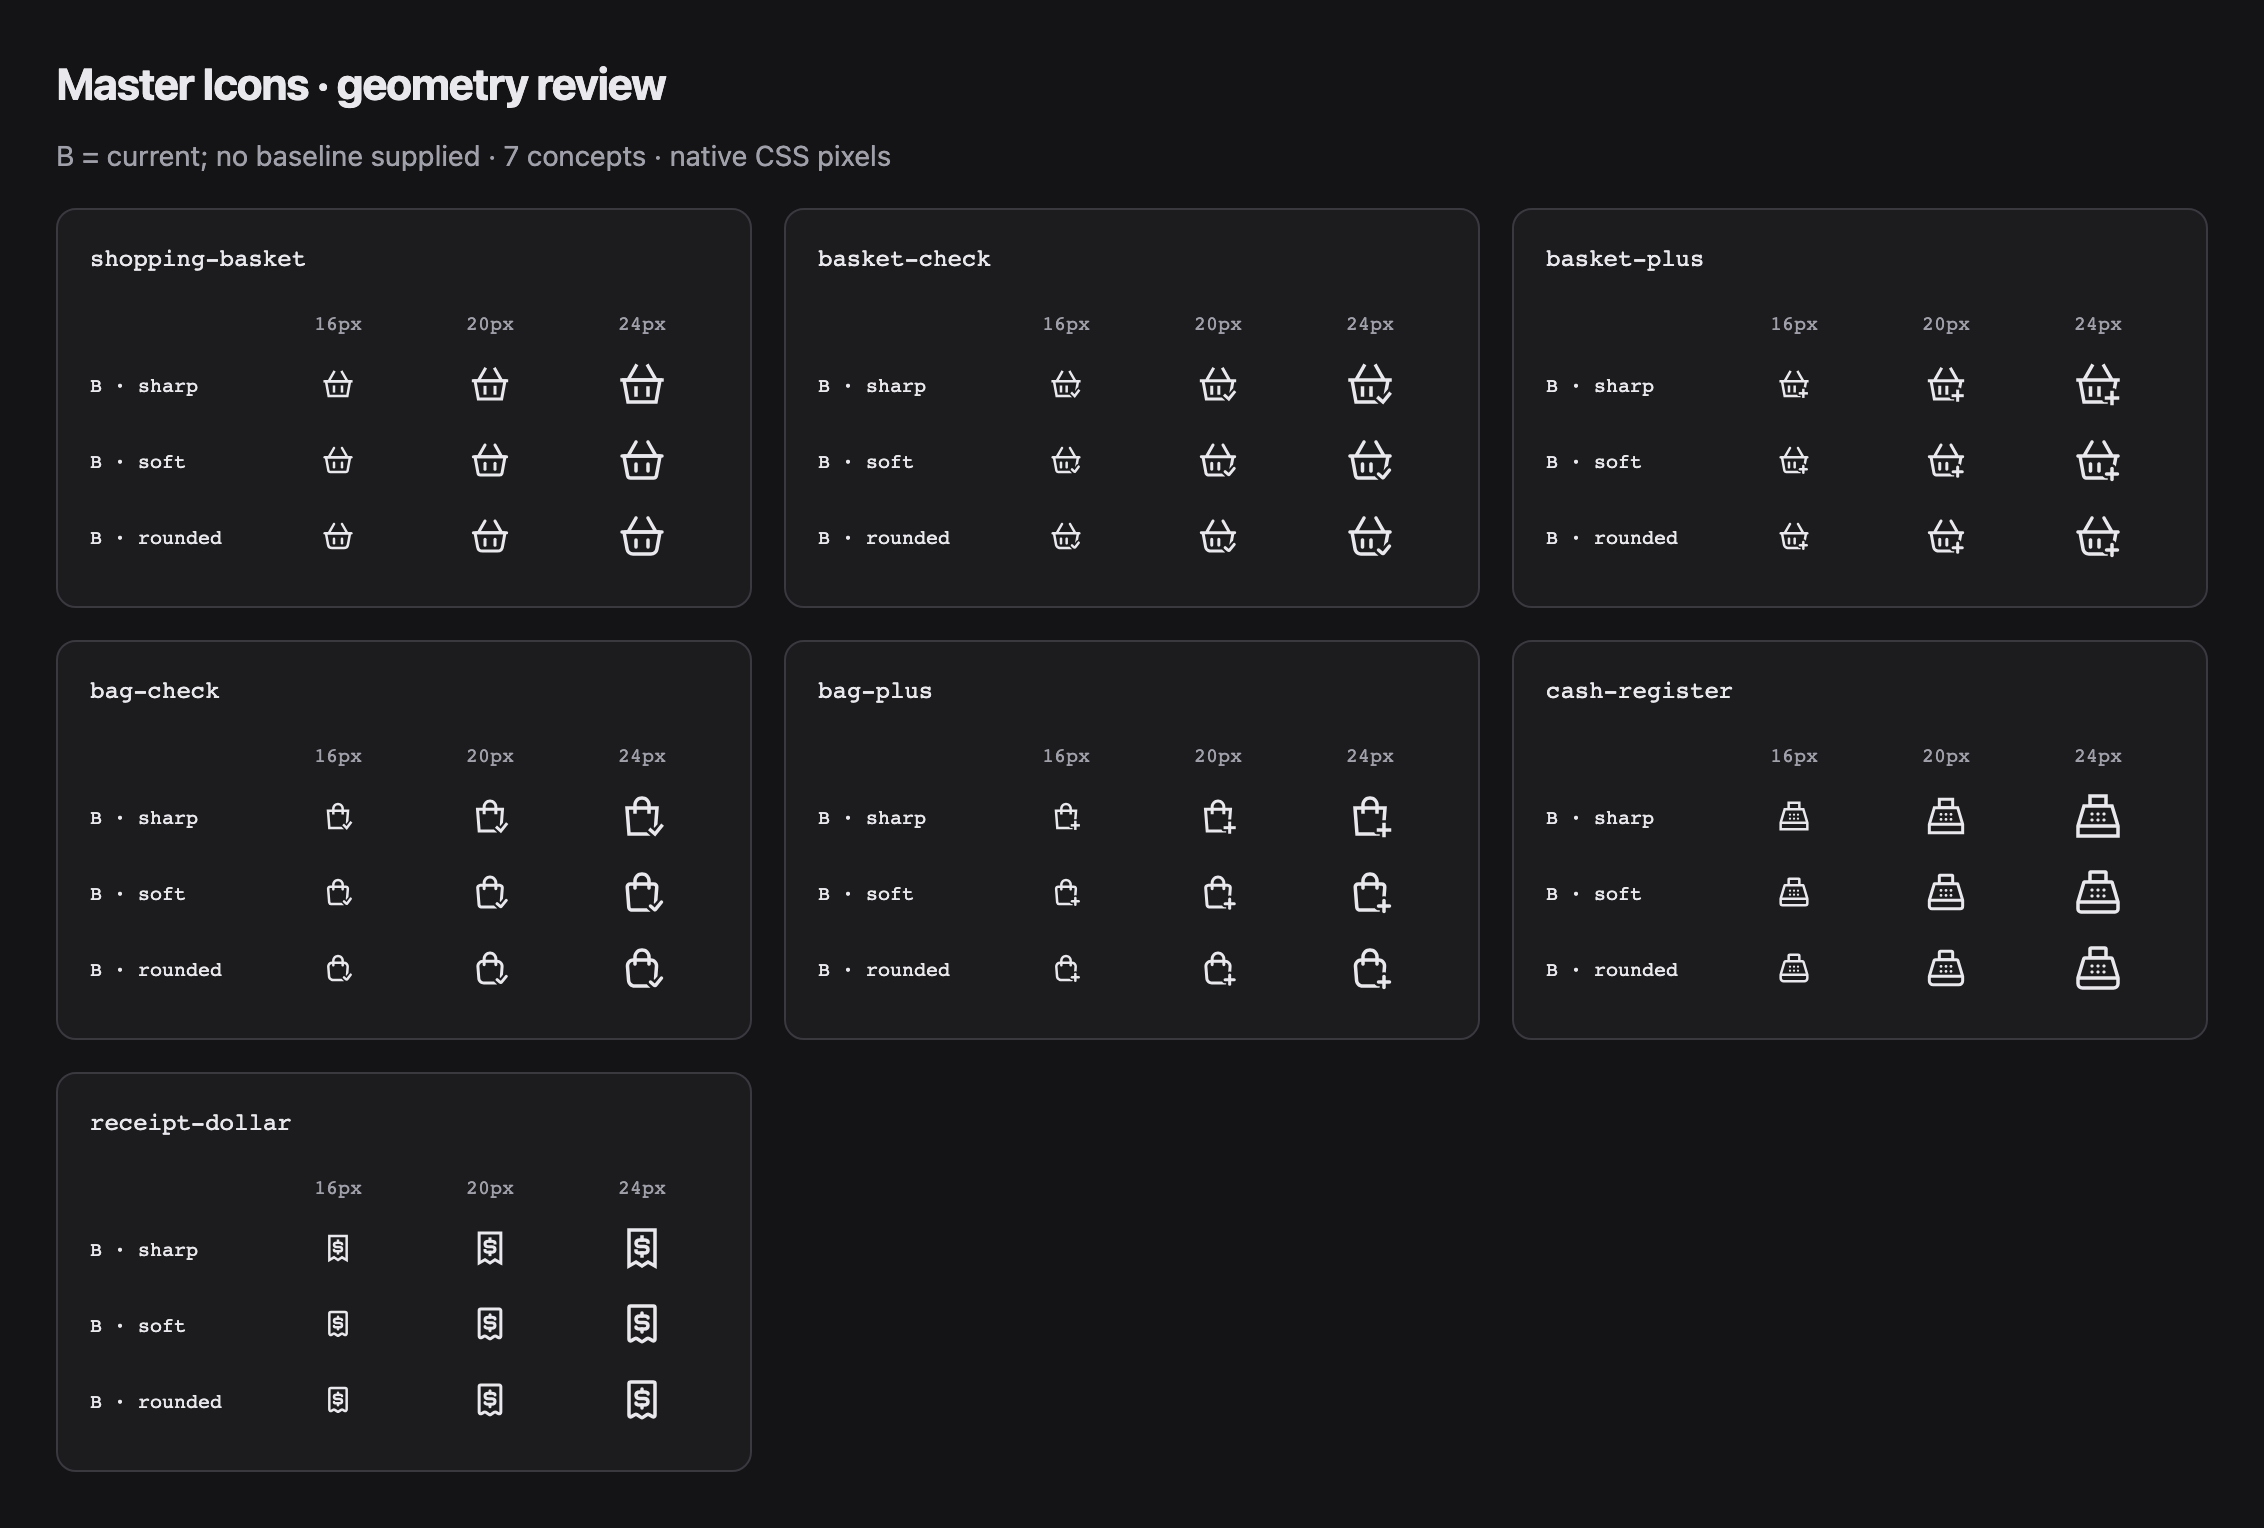 Master Icons · geometry review
B = current; no baseline supplied · 7 concepts · native CSS pixels
shopping-basket
16px 20px 24px
B · sharp
B · soft
B · rounded
basket-check
16px 20px 24px
B · sharp
B · soft
B · rounded
basket-plus
16px 20px 24px
B · sharp
B · soft
B · rounded
bag-check
16px 20px 24px
B · sharp
B · soft
B · rounded
bag-plus
16px 20px 24px
B · sharp
B · soft
B · rounded
cash-register
16px 20px 24px
B · sharp
B · soft
B · rounded
receipt-dollar
16px 20px 24px
B · sharp
B · soft
B · rounded